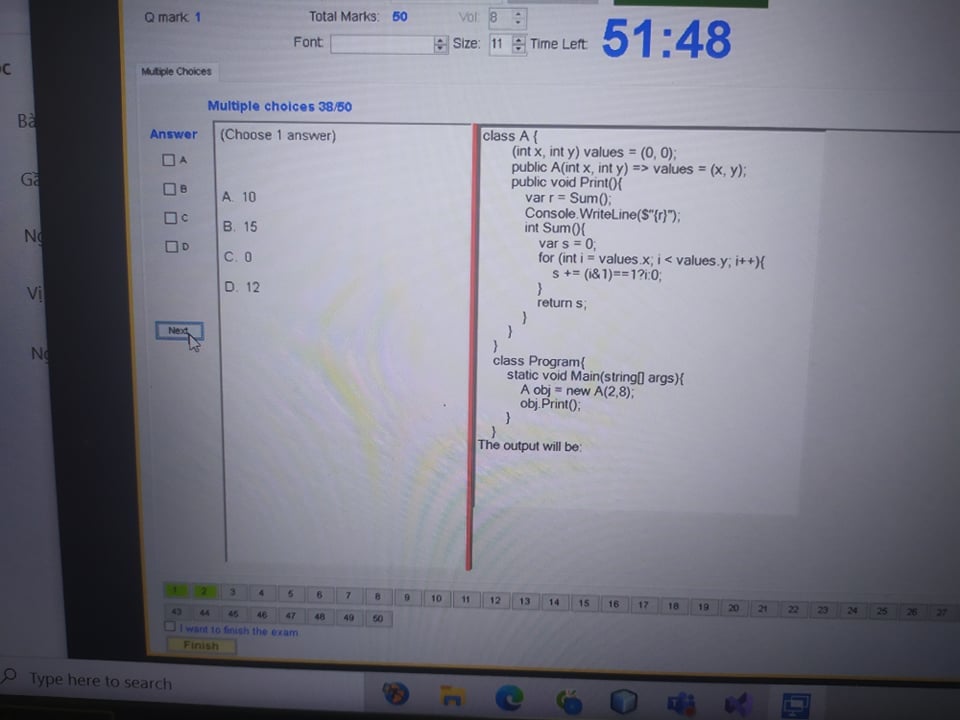 Q mark: 1
Total Marks: 50
Vol: 8
Font:
Size: 11
Time Left: 51:48
Multiple Choices
Multiple choices 38/50
Answer
A
B
C
D
Next
(Choose 1 answer)
A. 10
B. 15
C. 0
D. 12
class A {
(int x, int y) values = (0, 0);
public A(int x, int y) => values = (x, y);
public void Print(){
var r = Sum();
Console.WriteLine($"{r}");
int Sum(){
var s = 0;
for (int i = values.x; i < values.y; i++){
s += (i&1)==1?i:0;
}
return s;
}
}
}
class Program{
static void Main(string[] args){
A obj = new A(2,8);
obj.Print();
}
}
The output will be:
1 2 3 4 5 6 7 8 9 10 11 12 13 14 15 16 17 18 19 20 21 22 23 24 25 26 27
43 44 45 46 47 48 49 50
I want to finish the exam
Finish
Type here to search